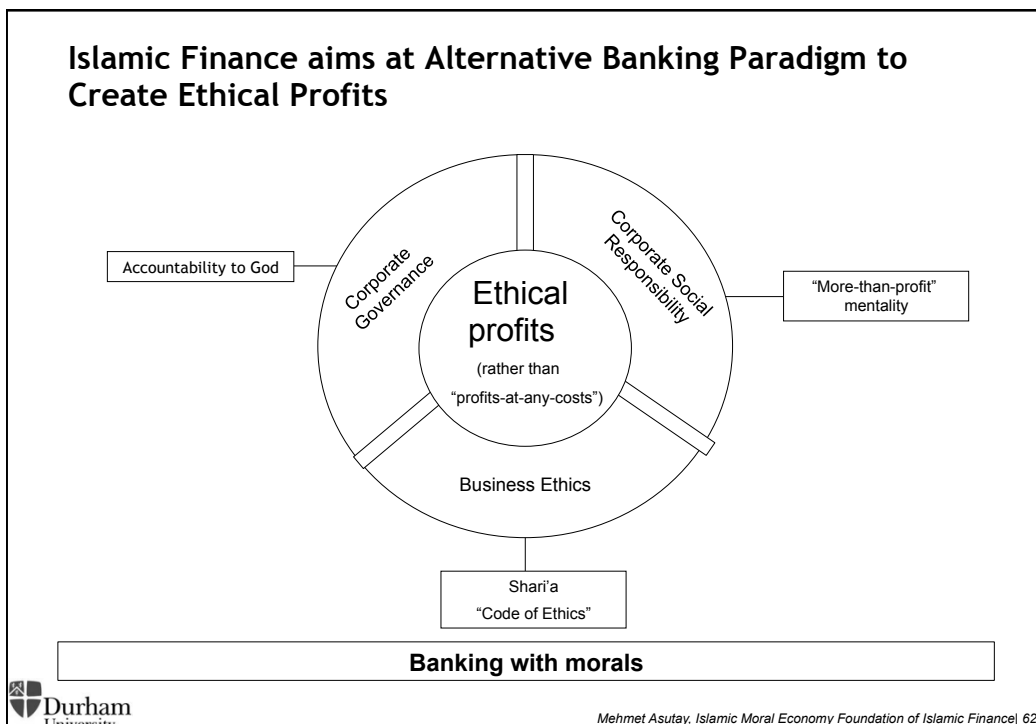 Islamic Finance aims at Alternative Banking Paradigm to
Create Ethical Profits
Accountability to God
Corporate
Governance
Corporate Social
Responsibility
"More-than-profit"
mentality
Ethical
profits
(rather than
"profits-at-any-costs")
Business Ethics
Shari'a
"Code of Ethics"
Banking with morals
Durham
University
Mehmet Asutay, Islamic Moral Economy Foundation of Islamic Finance| 62